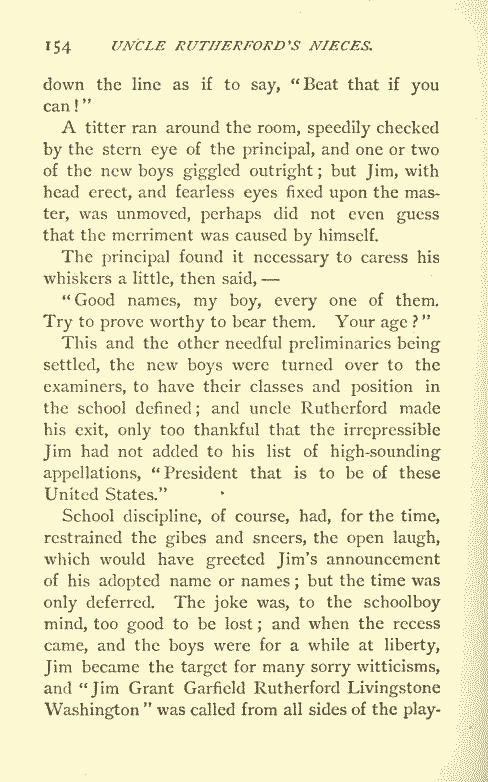 154 UNCLE RUTHERFORD'S NIECES.
down the line as if to say, "Beat that if you
can!"
A titter ran around the room, speedily checked
by the stern eye of the principal, and one or two
of the new boys giggled outright; but Jim, with
head erect, and fearless eyes fixed upon the mas-
ter, was unmoved, perhaps did not even guess
that the merriment was caused by himself.
The principal found it necessary to caress his
whiskers a little, then said, —
"Good names, my boy, every one of them.
Try to prove worthy to bear them. Your age?"
This and the other needful preliminaries being
settled, the new boys were turned over to the
examiners, to have their classes and position in
the school defined; and uncle Rutherford made
his exit, only too thankful that the irrepressible
Jim had not added to his list of high-sounding
appellations, "President that is to be of these
United States."
School discipline, of course, had, for the time,
restrained the gibes and sneers, the open laugh,
which would have greeted Jim's announcement
of his adopted name or names; but the time was
only deferred. The joke was, to the schoolboy
mind, too good to be lost; and when the recess
came, and the boys were for a while at liberty,
Jim became the target for many sorry witticisms,
and "Jim Grant Garfield Rutherford Livingstone
Washington" was called from all sides of the play-